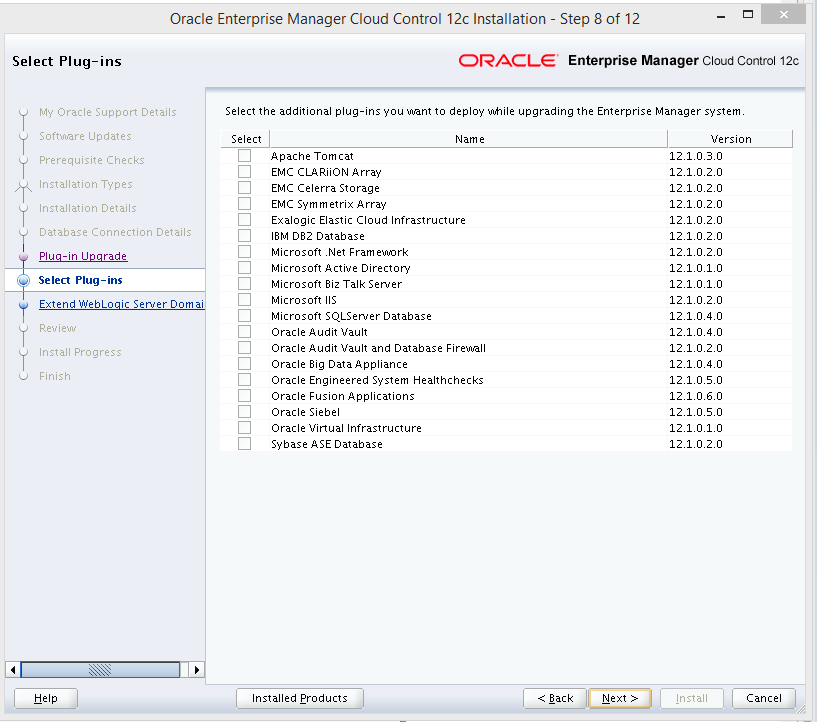 Oracle Enterprise Manager Cloud Control 12c Installation - Step 8 of 12
Select Plug-ins
ORACLE Enterprise Manager Cloud Control 12c
My Oracle Support Details
Software Updates
Prerequisite Checks
Installation Types
Installation Details
Database Connection Details
Plug-in Upgrade
Select Plug-ins
Extend WebLogic Server Domai
Review
Install Progress
Finish
Select the additional plug-ins you want to deploy while upgrading the Enterprise Manager system.
Select Name Version
Apache Tomcat 12.1.0.3.0
EMC CLARiiON Array 12.1.0.2.0
EMC Celerra Storage 12.1.0.2.0
EMC Symmetrix Array 12.1.0.2.0
Exalogic Elastic Cloud Infrastructure 12.1.0.2.0
IBM DB2 Database 12.1.0.2.0
Microsoft .Net Framework 12.1.0.2.0
Microsoft Active Directory 12.1.0.1.0
Microsoft Biz Talk Server 12.1.0.1.0
Microsoft IIS 12.1.0.2.0
Microsoft SQLServer Database 12.1.0.4.0
Oracle Audit Vault 12.1.0.4.0
Oracle Audit Vault and Database Firewall 12.1.0.2.0
Oracle Big Data Appliance 12.1.0.4.0
Oracle Engineered System Healthchecks 12.1.0.5.0
Oracle Fusion Applications 12.1.0.6.0
Oracle Siebel 12.1.0.5.0
Oracle Virtual Infrastructure 12.1.0.1.0
Sybase ASE Database 12.1.0.2.0
Help Installed Products < Back Next > Install Cancel